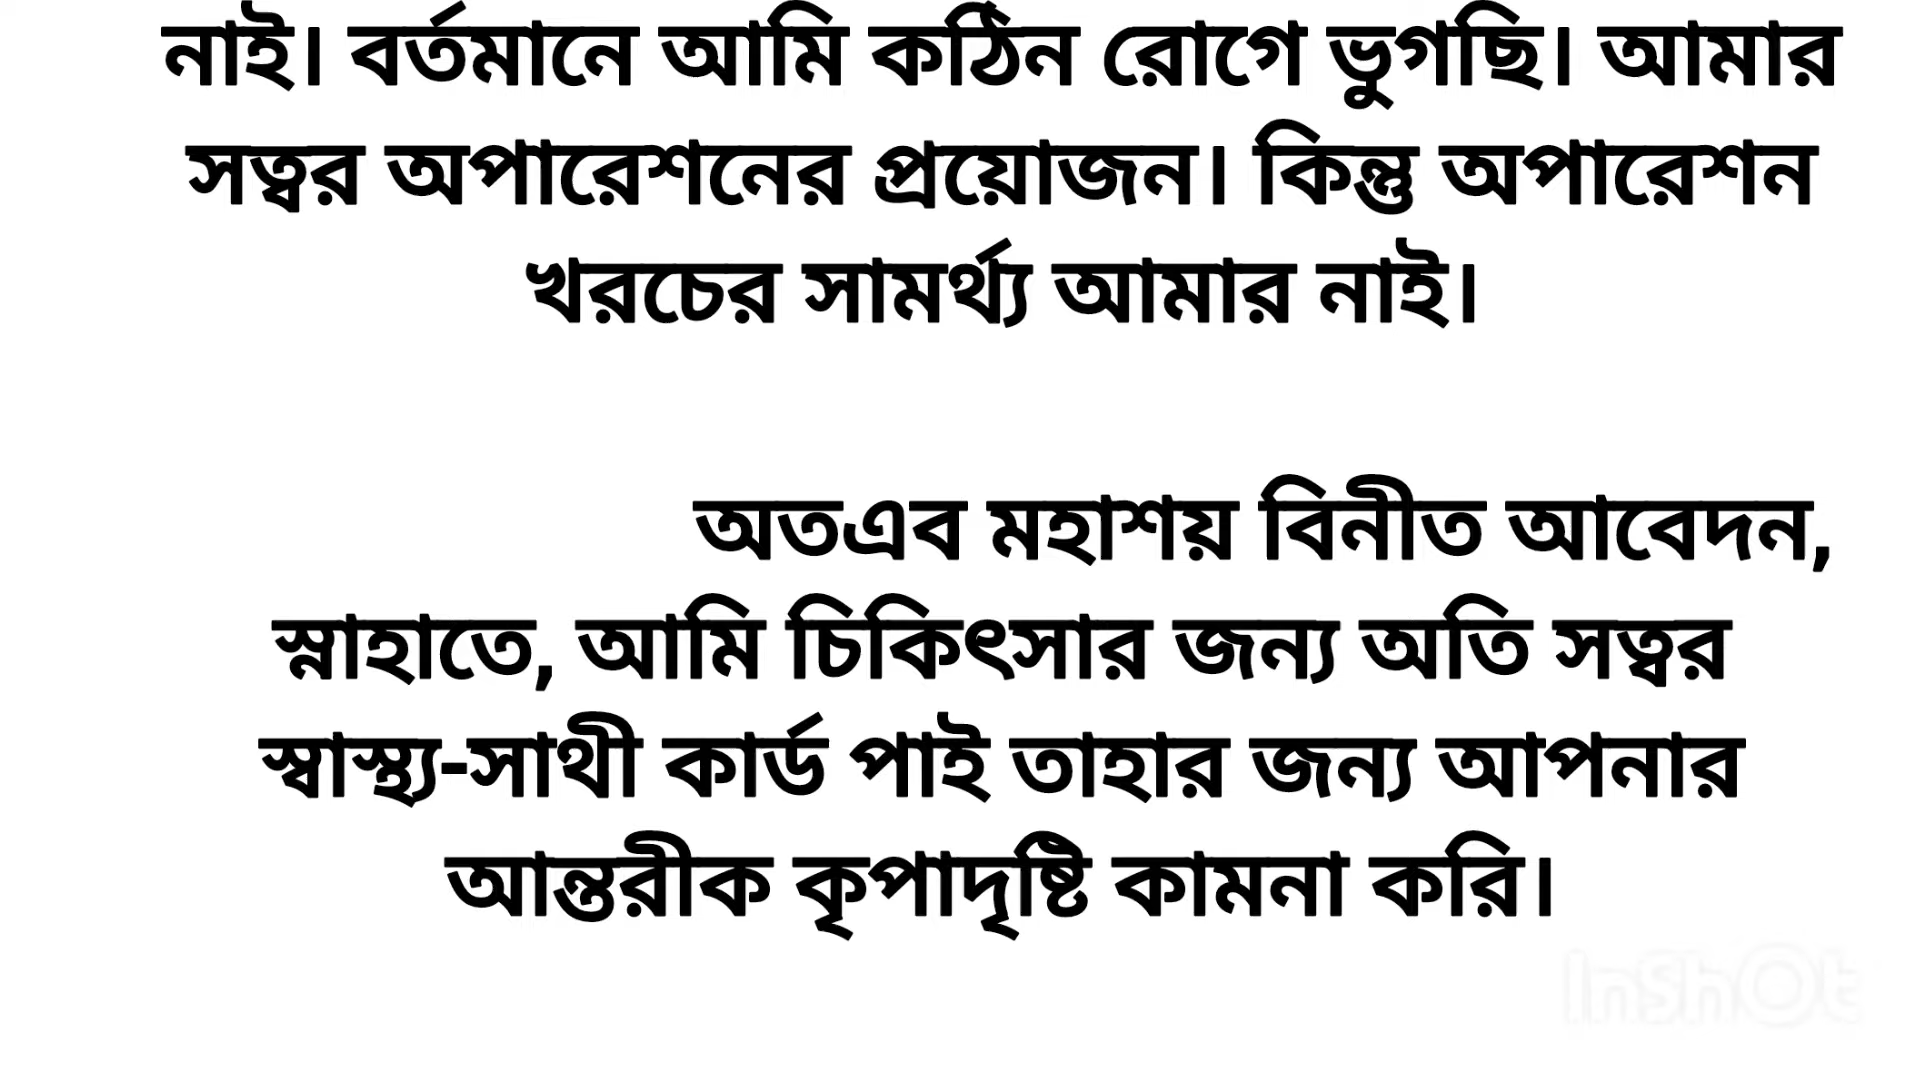 নাই। বর্তমানে আমি কঠিন রোগে ভুগছি। আমার
সত্বর অপারেশনের প্রয়োজন। কিন্তু অপারেশন
খরচের সামর্থ্য আমার নাই।
অতএব মহাশয় বিনীত আবেদন,
স্নাহাতে, আমি চিকিৎসার জন্য অতি সত্বর
স্বাস্থ্য-সাথী কার্ড পাই তাহার জন্য আপনার
আন্তরীক কৃপাদৃষ্টি কামনা করি।
InShOt